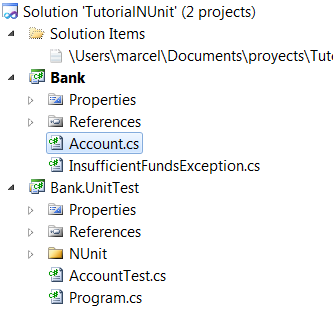 Solution 'TutorialNUnit' (2 projects)
Solution Items
\Users\marcel\Documents\proyects\Tuto
Bank
Properties
References
Account.cs
InsufficientFundsException.cs
Bank.UnitTest
Properties
References
NUnit
AccountTest.cs
Program.cs